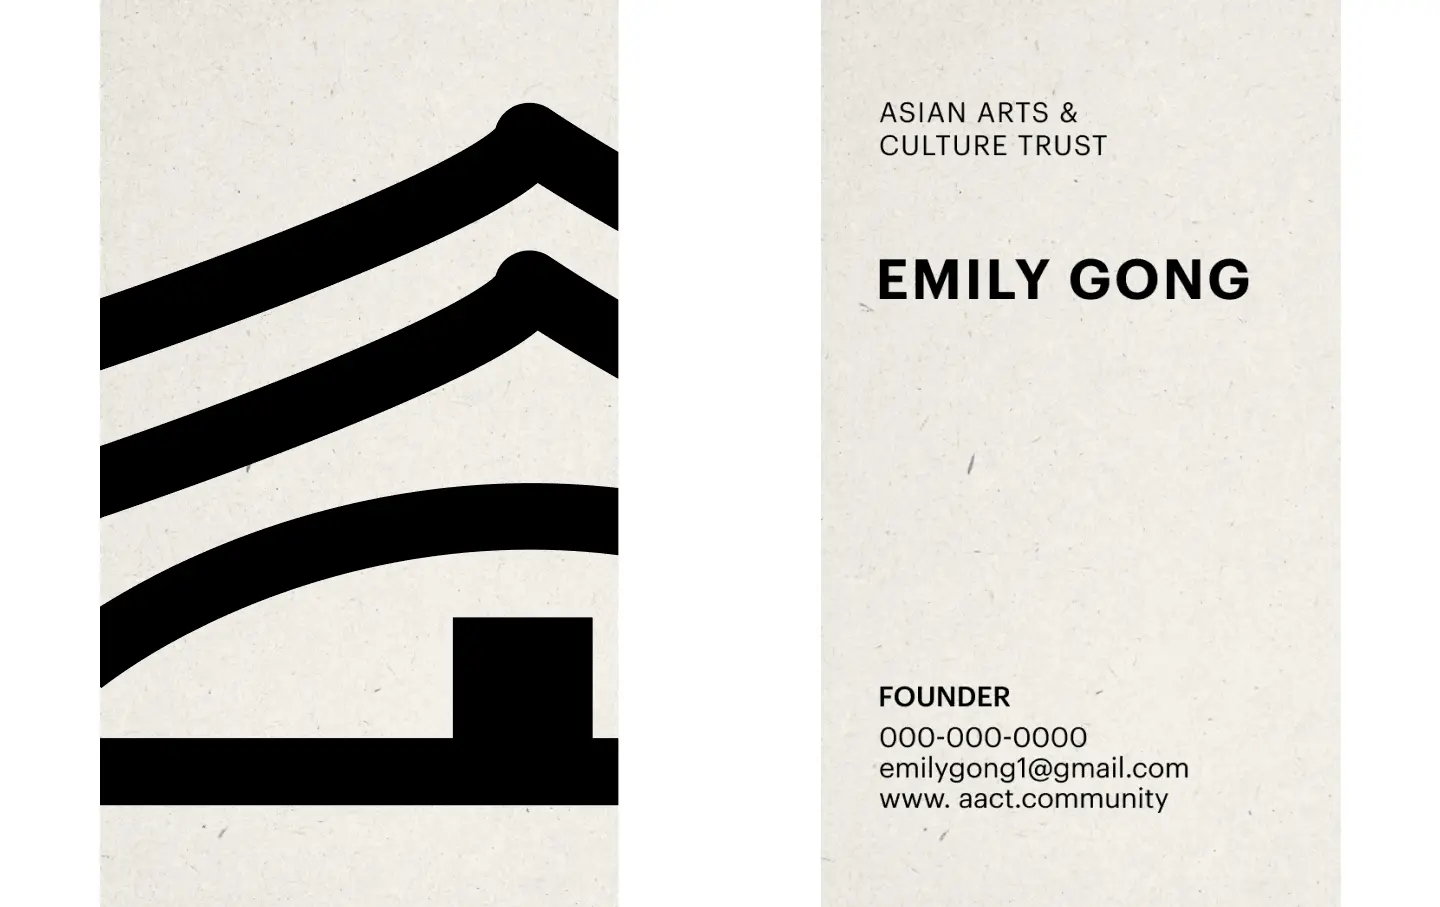 ASIAN ARTS &
CULTURE TRUST
EMILY GONG
FOUNDER
000-000-0000
emilygong1@gmail.com
www. aact.community